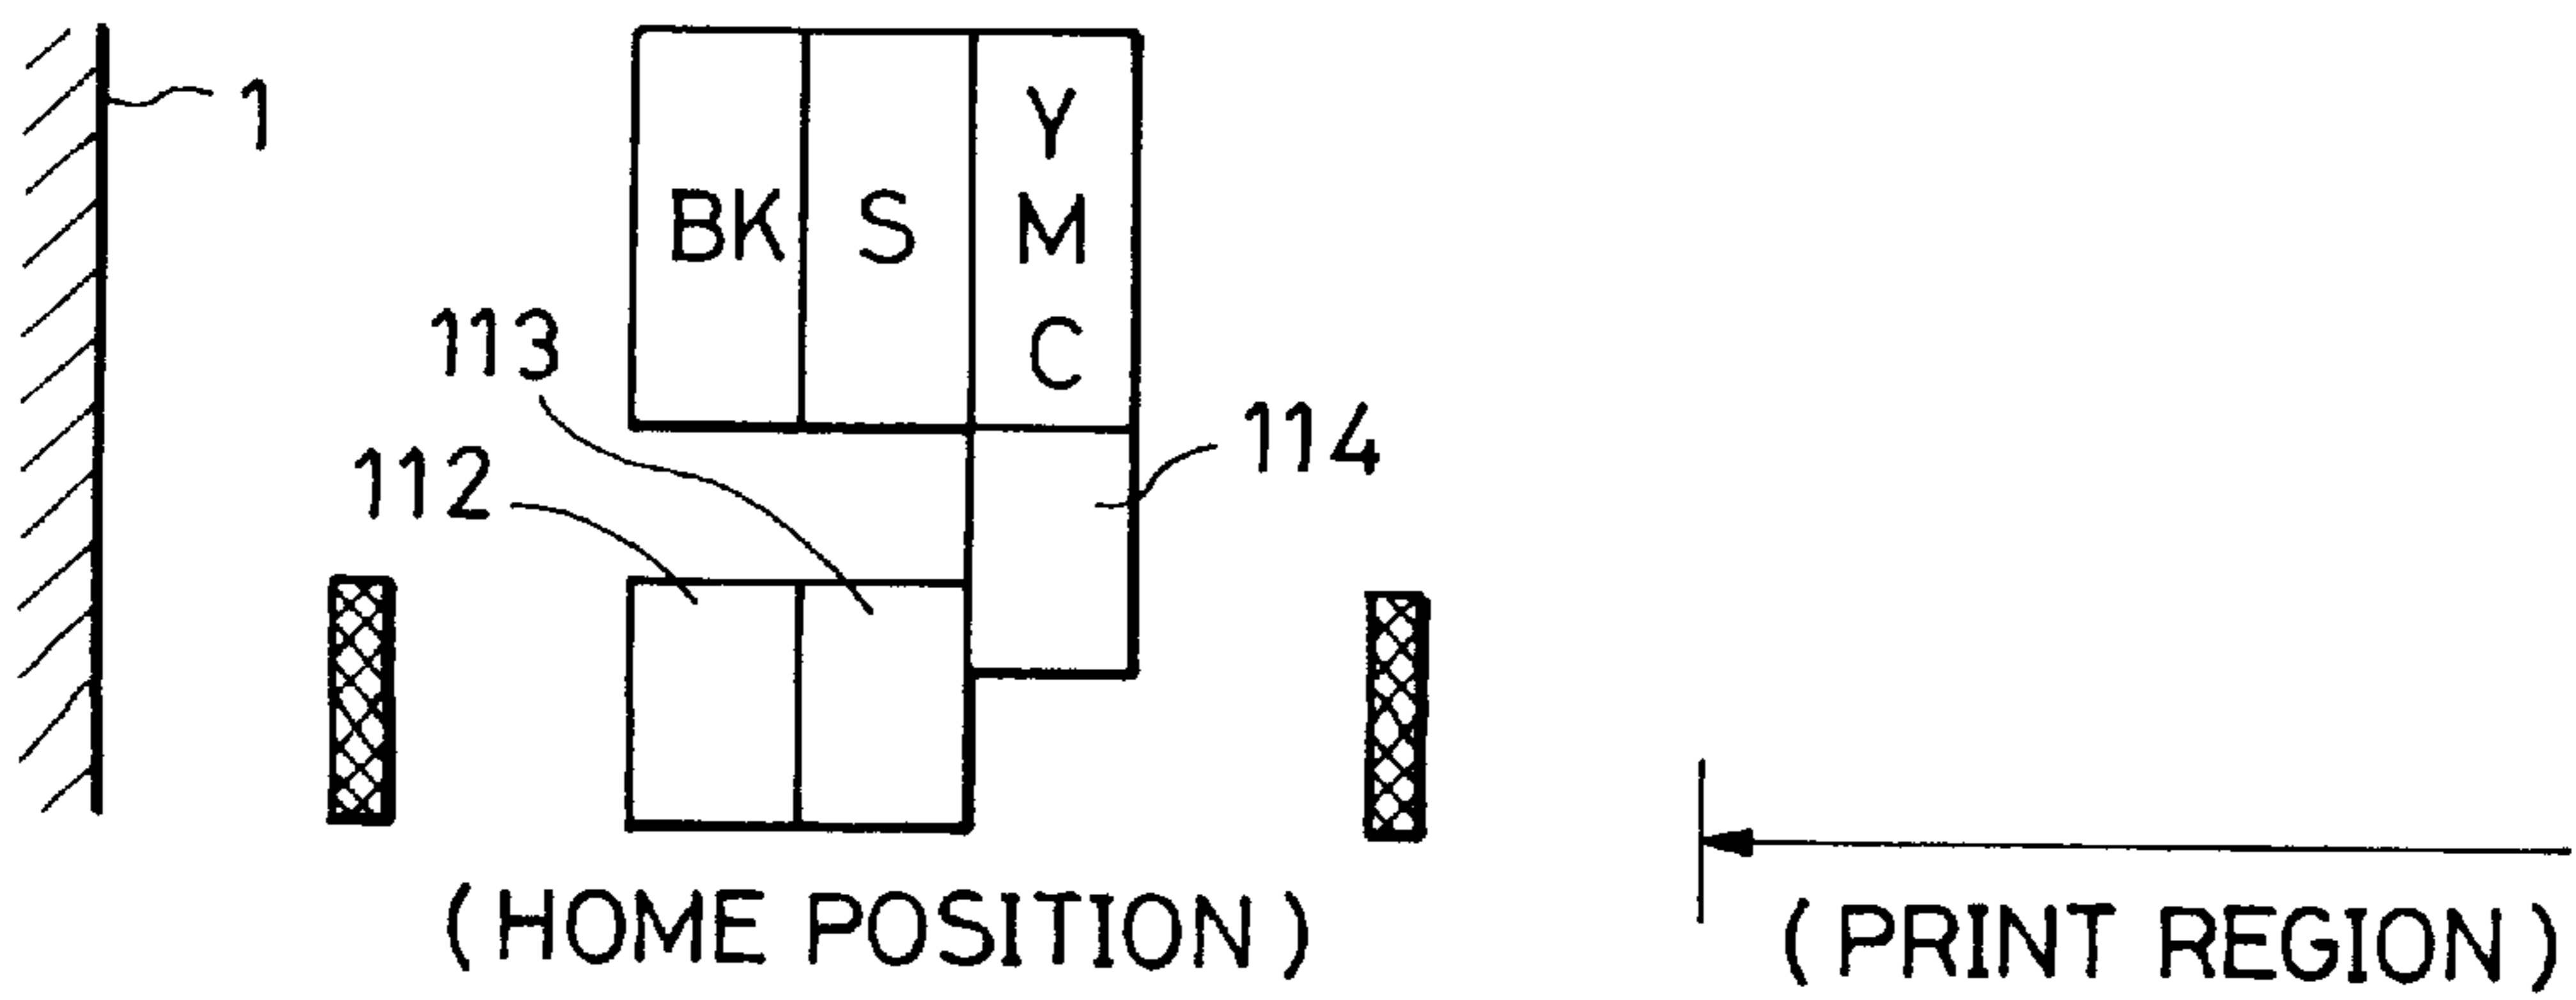 1
BK
S
Y
M
C
113
112
114
(HOME POSITION)
(PRINT REGION)